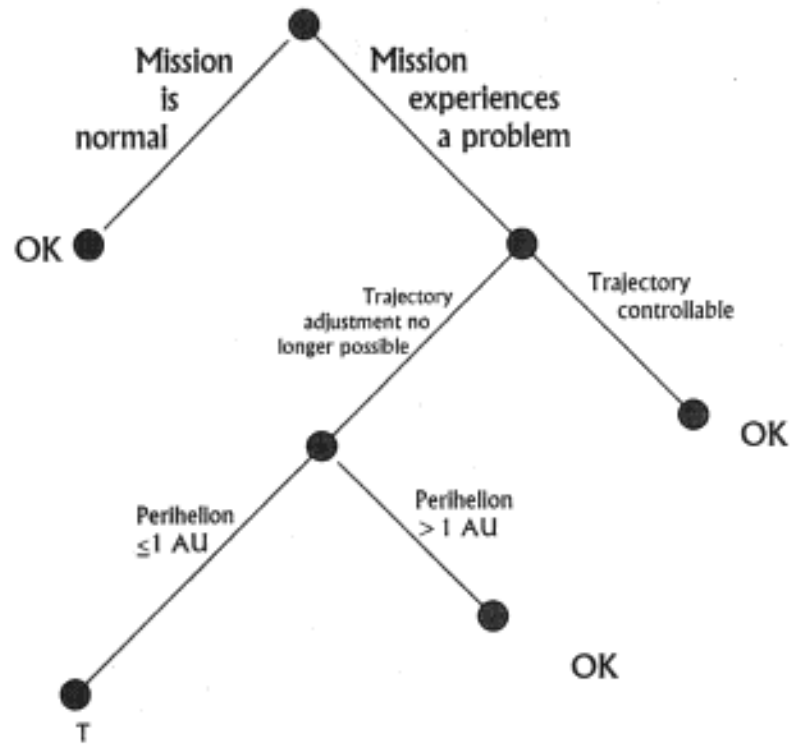 Mission
is
normal
Mission
experiences
a problem
OK
Trajectory
adjustment no
longer possible
Trajectory
controllable
OK
Perihelion
≤1 AU
Perihelion
> 1 AU
OK
T